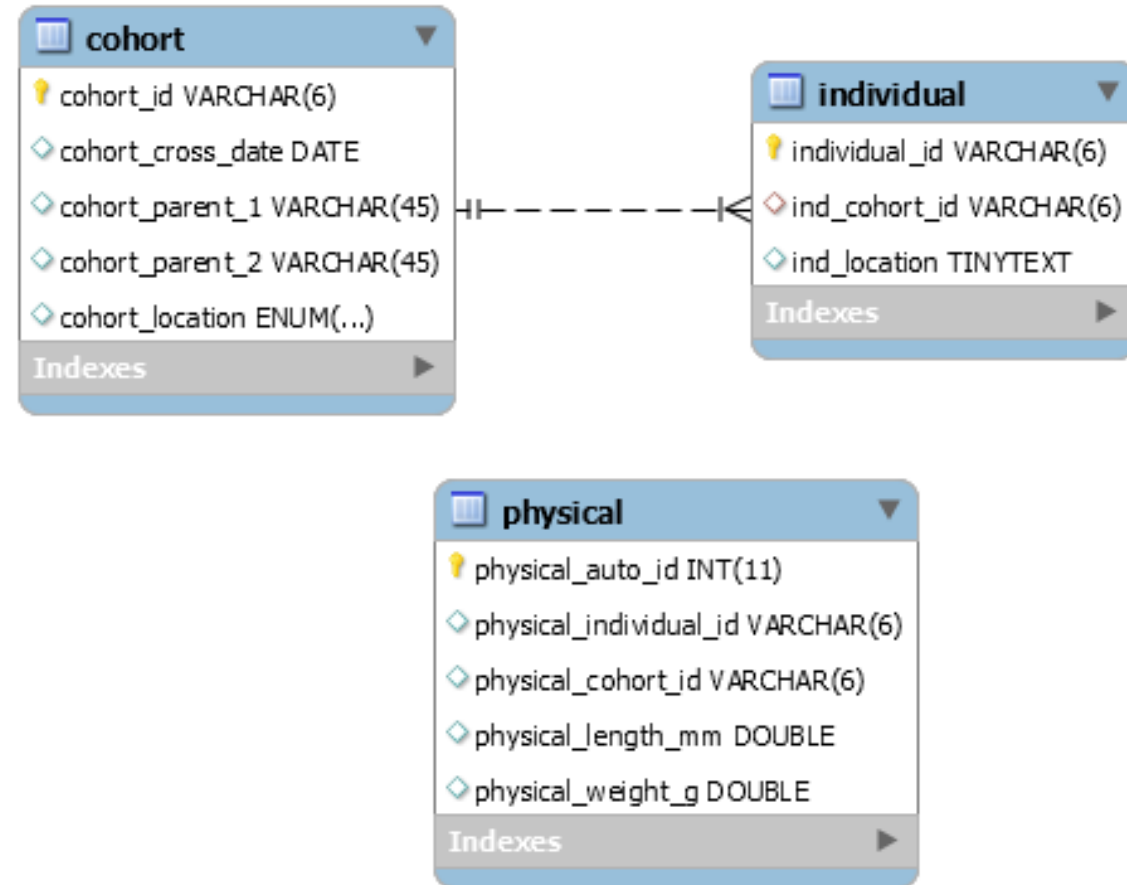 cohort
cohort_id VARCHAR(6)
cohort_cross_date DATE
cohort_parent_1 VARCHAR(45)
cohort_parent_2 VARCHAR(45)
cohort_location ENUM(...)
Indexes
individual
individual_id VARCHAR(6)
ind_cohort_id VARCHAR(6)
ind_location TINYTEXT
Indexes
physical
physical_auto_id INT(11)
physical_individual_id VARCHAR(6)
physical_cohort_id VARCHAR(6)
physical_length_mm DOUBLE
physical_weight_g DOUBLE
Indexes